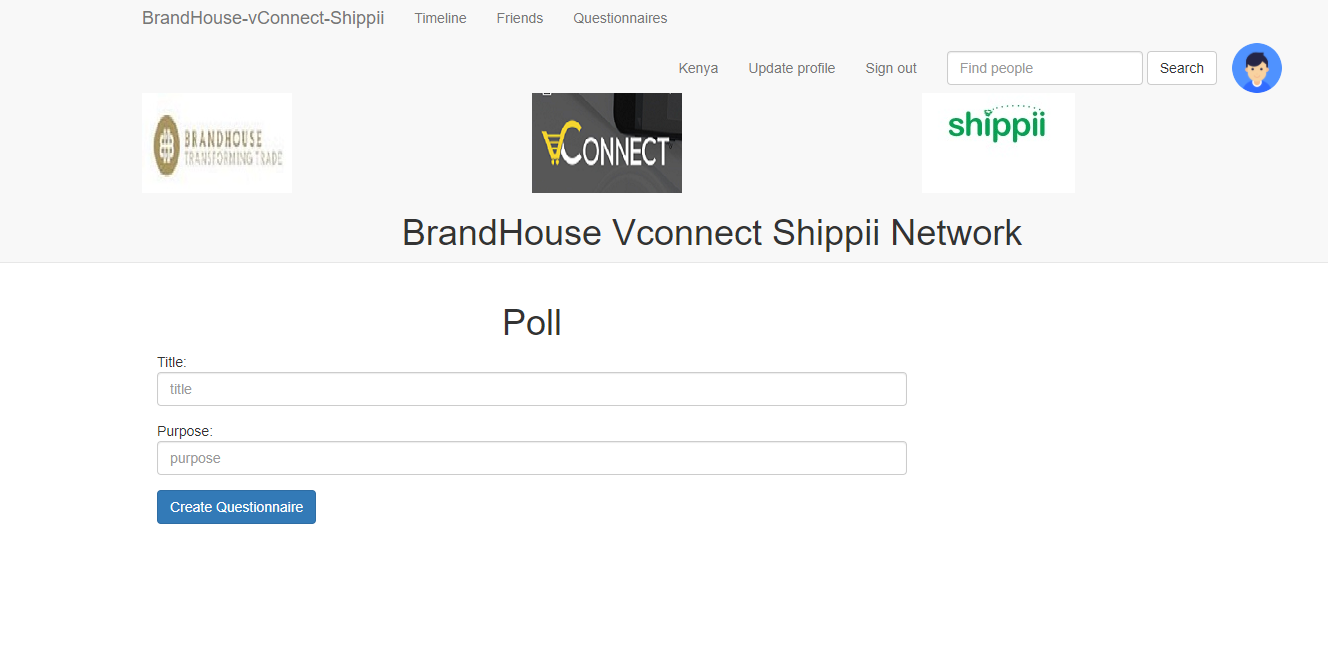 BrandHouse-vConnect-Shippii Timeline Friends Questionnaires
Kenya Update profile Sign out Find people Search
BRANDHOUSE
TRANSFORMING TRADE
VCONNECT
shippii
BrandHouse Vconnect Shippii Network
Poll
Title:
title
Purpose:
purpose
Create Questionnaire